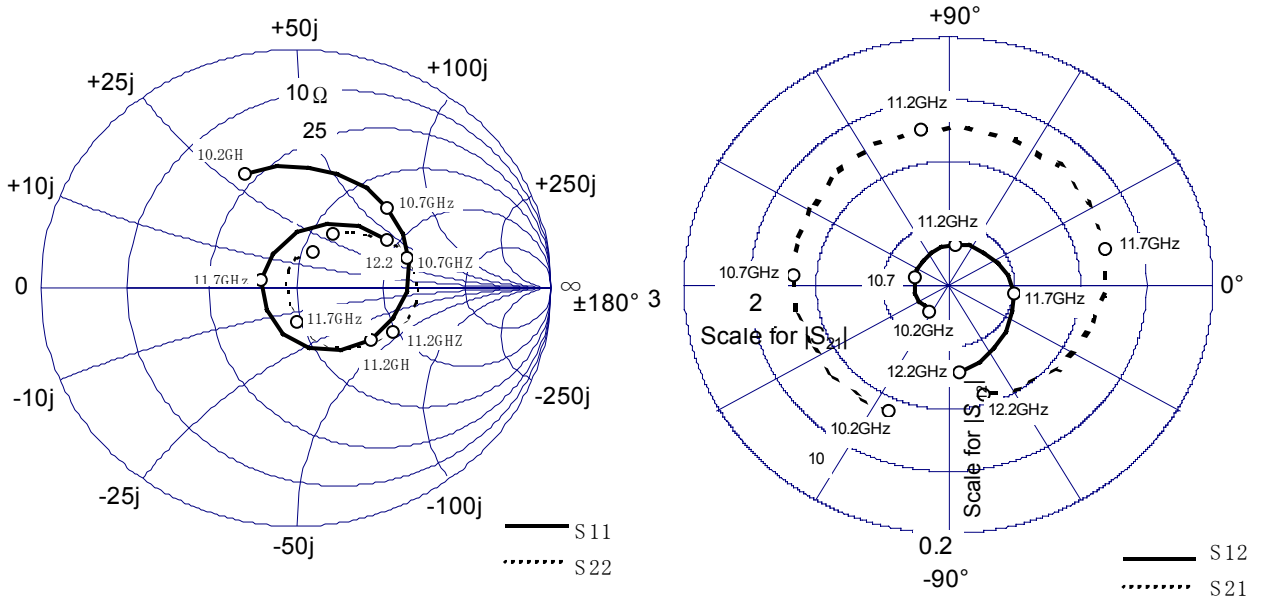 +50j
+25j
+100j
10Ω
25
10.2GH
+10j
+250j
10.7GHz
0
11.7GHz
12.2
10.7GHZ
∞
11.7GHz
11.2GHZ
11.2GH
-10j
-250j
-25j
-100j
-50j
S11
S22
+90°
11.2GHz
11.2GHz
11.7GHz
10.7GHz
10.7
0°
±180° 3
2
11.7GHz
10.2GHz
Scale for |S21|
12.2GHz
Scale for |S12|
12.2GHz
10.2GHz
10
0.2
-90°
S12
S21